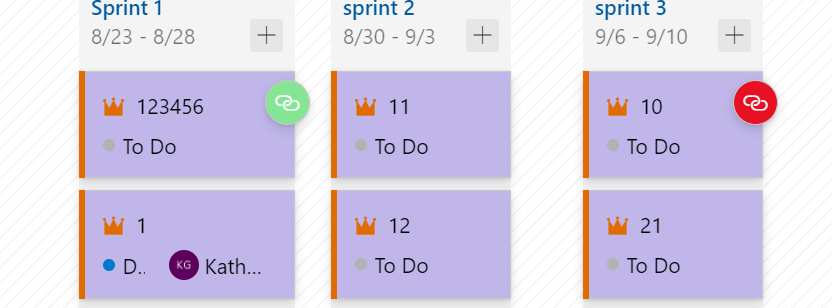 Sprint 1
8/23 - 8/28
123456
To Do
1
D.. KG Kath...
sprint 2
8/30 - 9/3
11
To Do
12
To Do
sprint 3
9/6 - 9/10
10
To Do
21
To Do